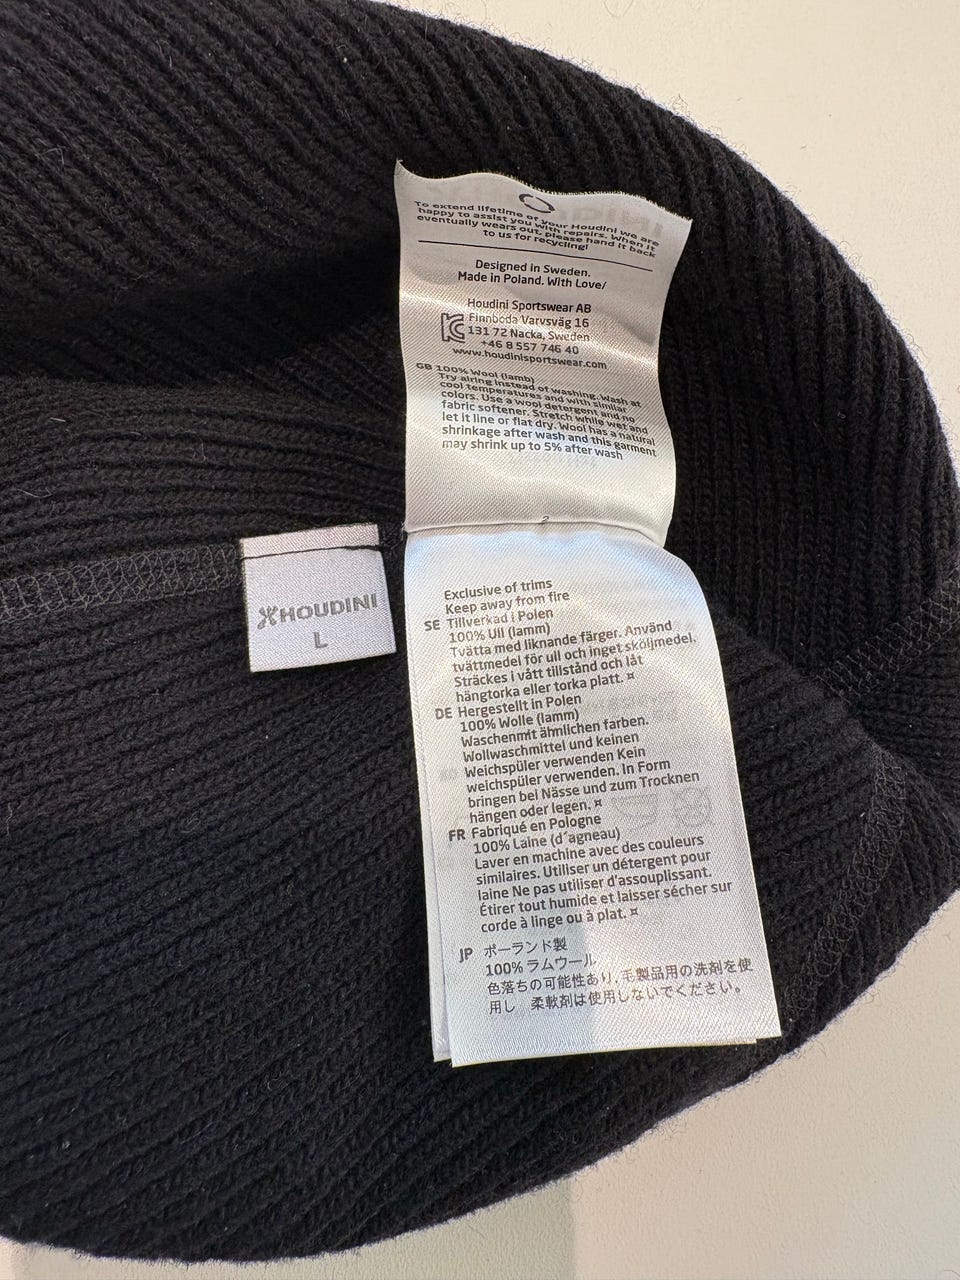 To extend lifetime of your Houdini we are
happy to assist you with repairs. When it
eventually wears out, please hand it back
to us for recycling!
Designed in Sweden.
Made in Poland. With Love/
Houdini Sportswear AB
Finnboda Varvsväg 16
131 72 Nacka, Sweden
+46 8 557 746 40
www.houdinisportswear.com
GB 100% Wool (lamb)
Try airing instead of washing. Wash at
cool temperatures and with similar
colors. Use a wool detergent and no
fabric softener. Stretch while wet and
let it line or flat dry. Wool has a natural
shrinkage after wash and this garment
may shrink up to 5% after wash
HOUDINI
L
Exclusive of trims
Keep away from fire
SE Tillverkad i Polen
100% Ull (lamm)
Tvätta med liknande färger. Använd
tvättmedel för ull och inget sköljmedel.
Sträckes i vått tillstånd och låt
hängtorka eller torka platt. ¤
DE Hergestellt in Polen
100% Wolle (lamm)
Waschenmit ähmlichen farben.
Wollwaschmittel und keinen
Weichspüler verwenden Kein
weichspüler verwenden. In Form
bringen bei Nässe und zum Trocknen
hängen oder legen. ¤
FR Fabriqué en Pologne
100% Laine (d´agneau)
Laver en machine avec des couleurs
similaires. Utiliser un détergent pour
laine Ne pas utiliser d'assouplissant.
Étirer tout humide et laisser sécher sur
corde à linge ou à plat. ¤
JP ポーランド製
100% ラムウール
色落ちの可能性あり, 毛製品用の洗剤を使
用し 柔軟剤は使用しないでください。